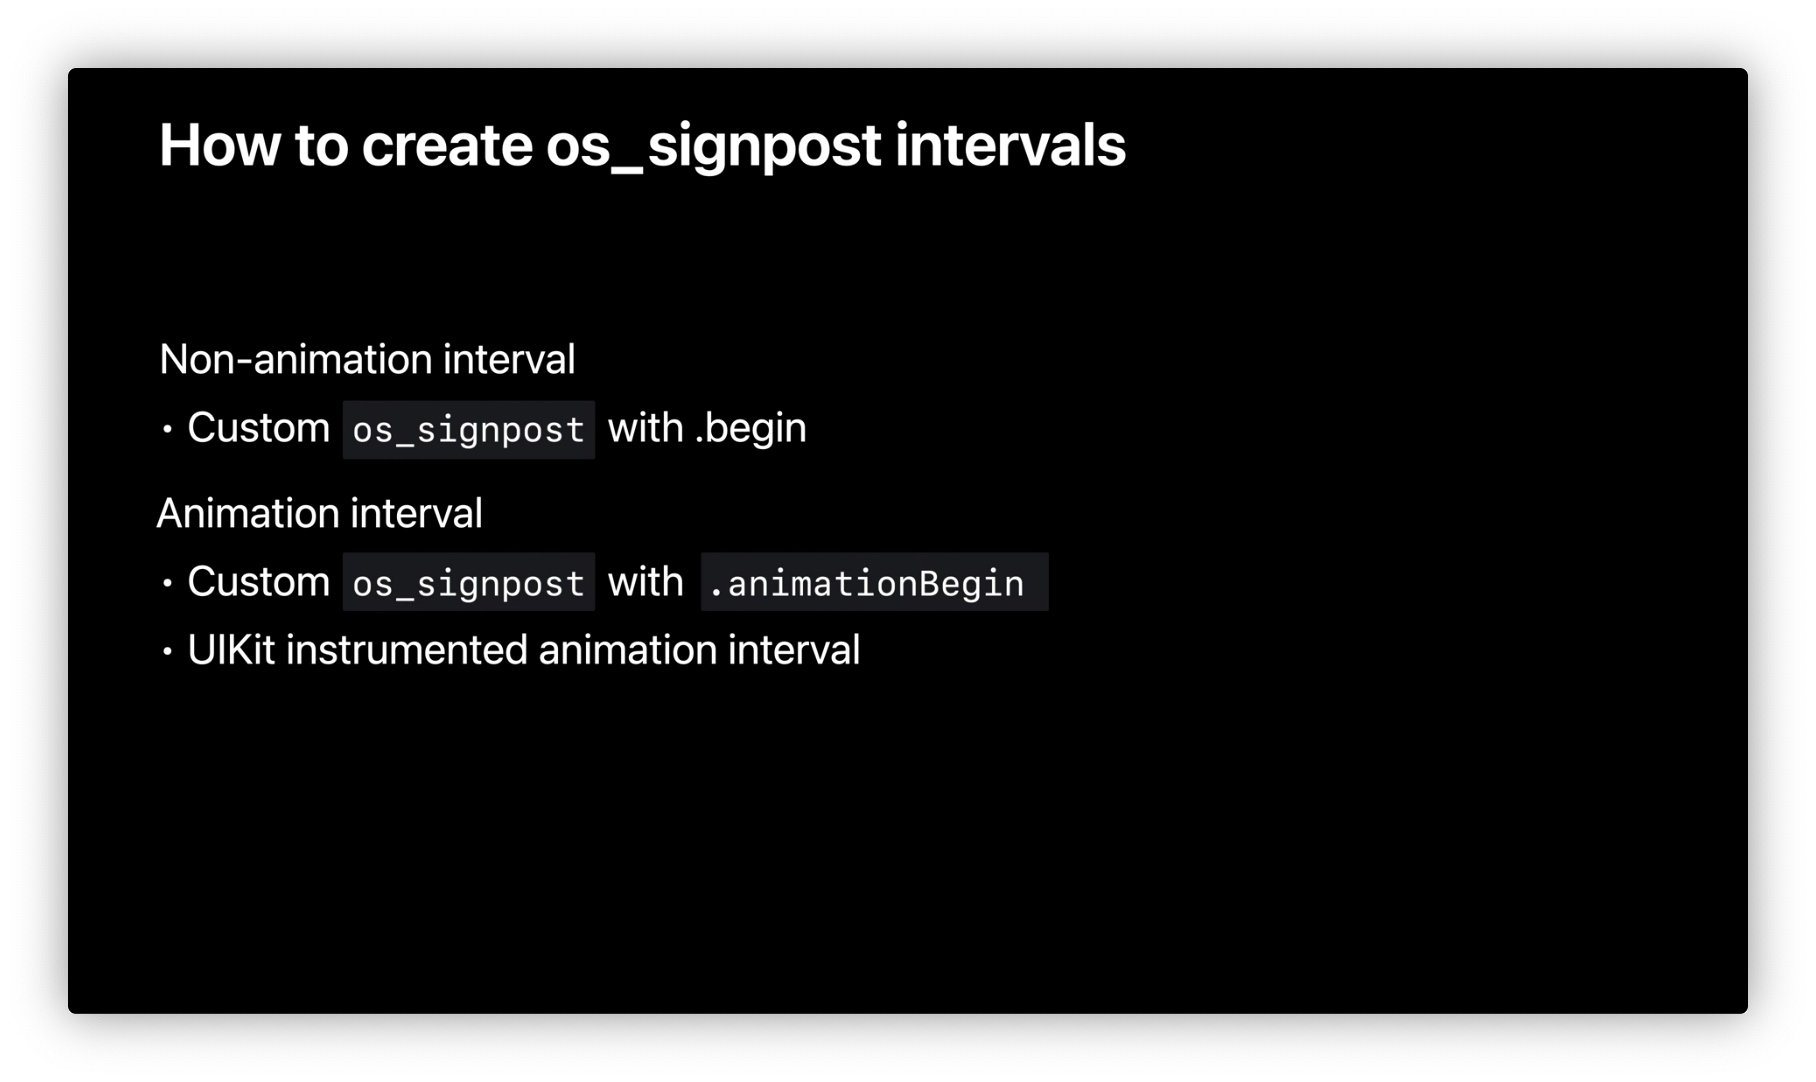 How to create os_signpost intervals
Non-animation interval
• Custom os_signpost with .begin
Animation interval
• Custom os_signpost with .animationBegin
• UIKit instrumented animation interval